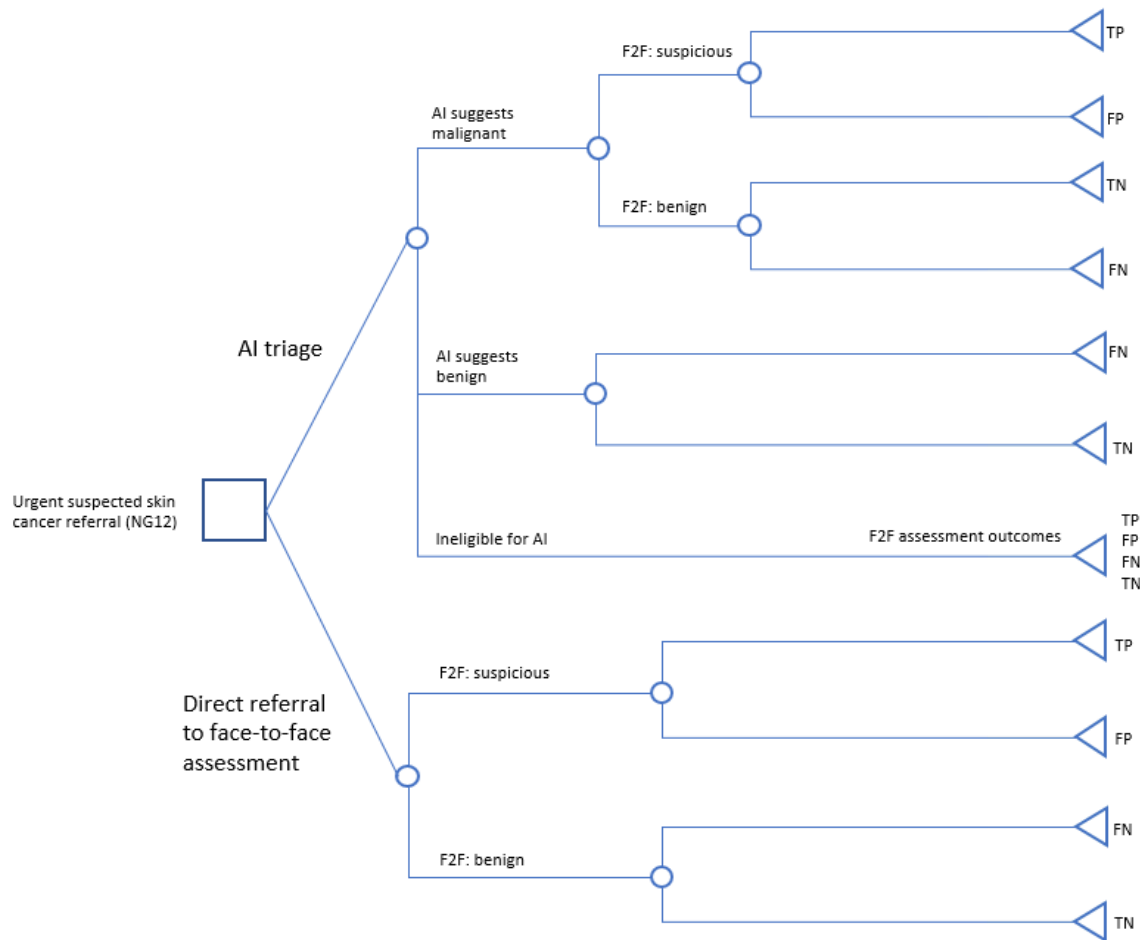 TP
F2F: suspicious
AI suggests
malignant
FP
TN
F2F: benign
FN
AI triage
AI suggests
benign
FN
TN
Urgent suspected skin
cancer referral (NG12)
Ineligible for AI
F2F assessment outcomes
TP
FP
FN
TN
TP
F2F: suspicious
Direct referral
to face-to-face
assessment
FP
FN
F2F: benign
TN